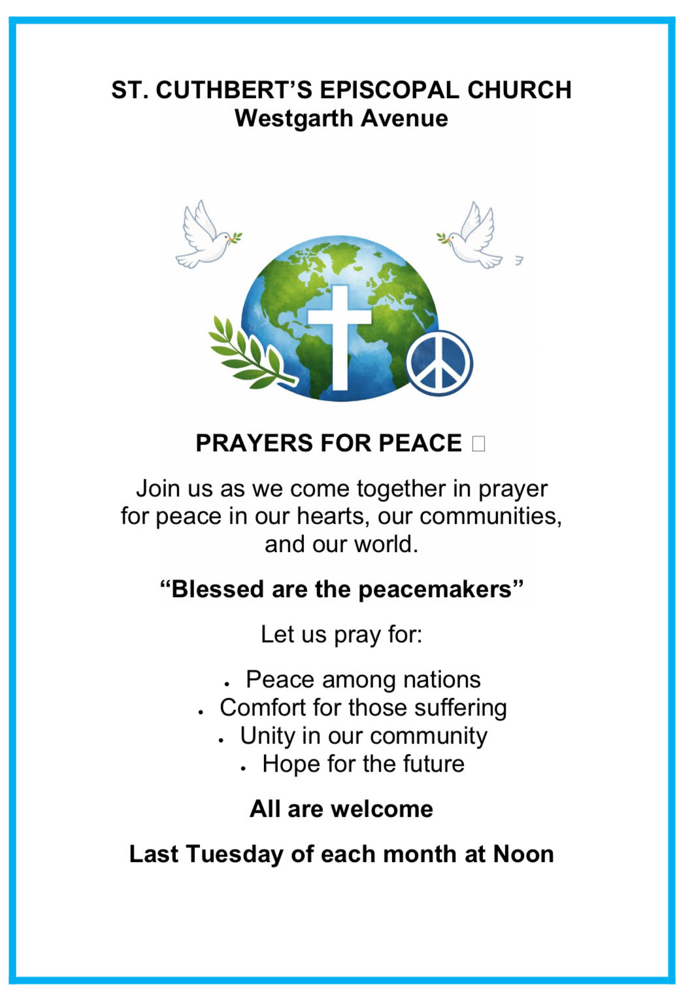 ST. CUTHBERT’S EPISCOPAL CHURCH
Westgarth Avenue
PRAYERS FOR PEACE □
Join us as we come together in prayer
for peace in our hearts, our communities,
and our world.
“Blessed are the peacemakers”
Let us pray for:
• Peace among nations
• Comfort for those suffering
• Unity in our community
• Hope for the future
All are welcome
Last Tuesday of each month at Noon